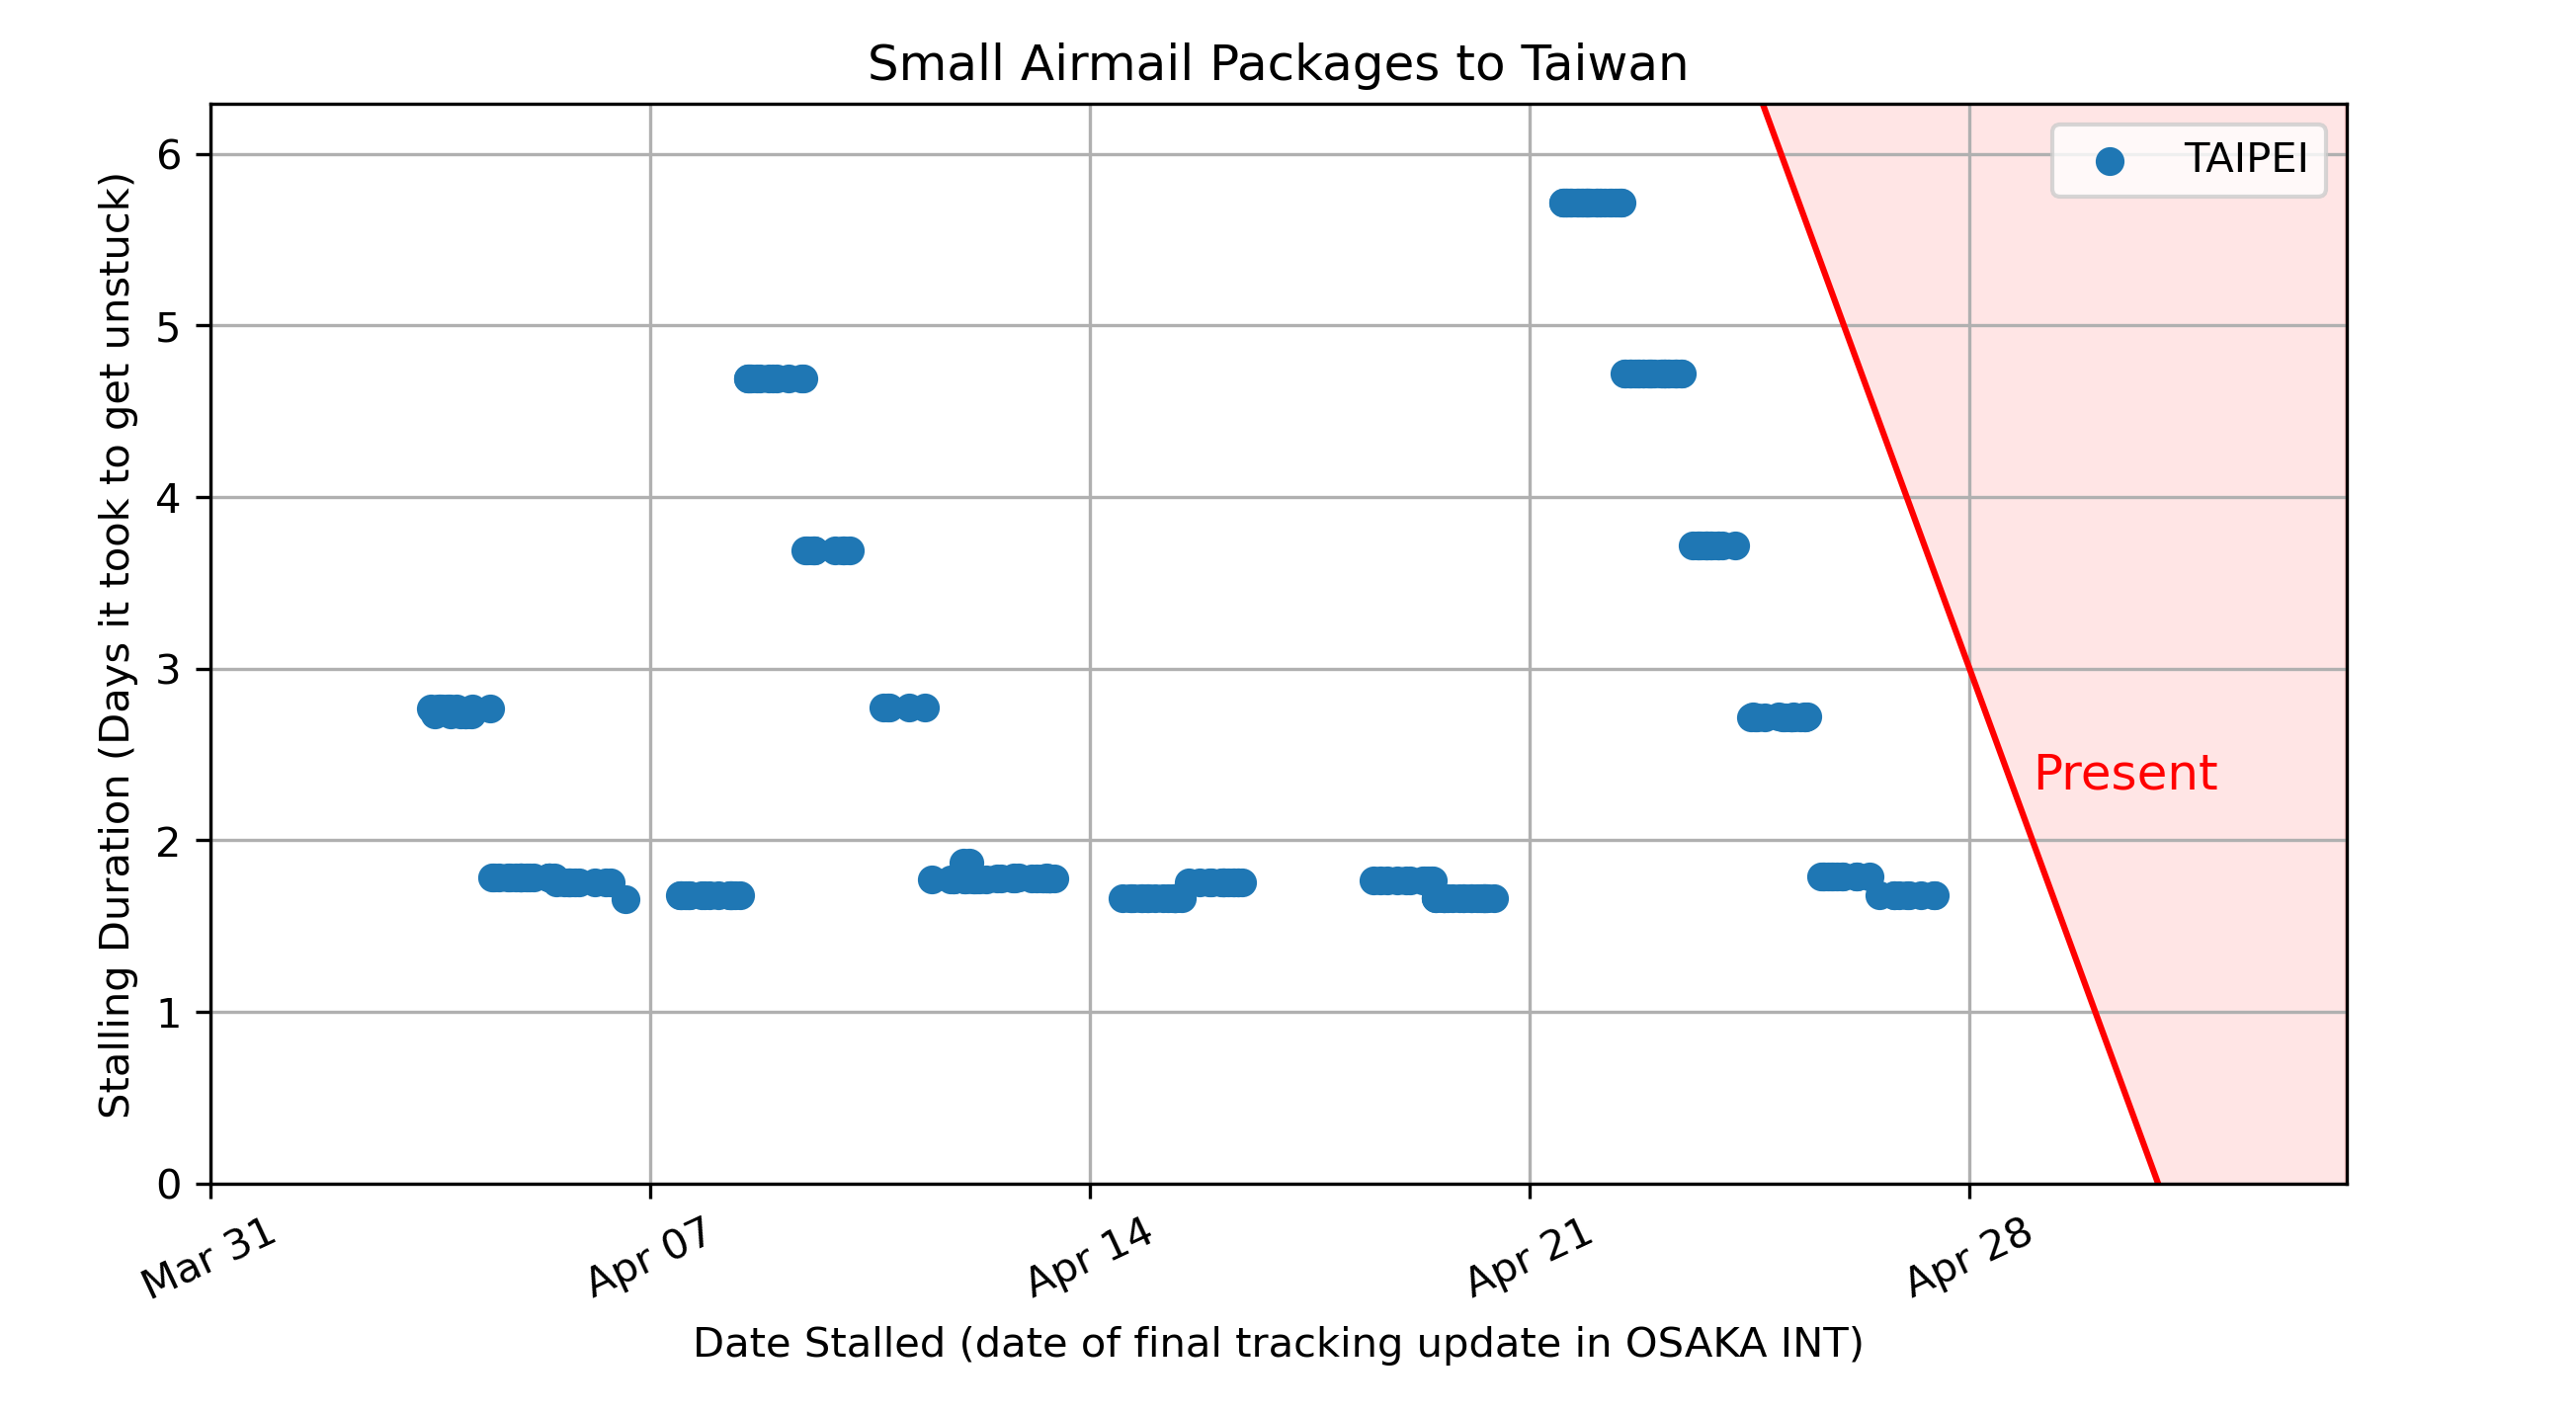 Small Airmail Packages to Taiwan
Stalling Duration (Days it took to get unstuck)
6
5
4
3
2
1
0
TAIPEI
Present
Mar 31
Apr 07
Apr 14
Apr 21
Apr 28
Date Stalled (date of final tracking update in OSAKA INT)